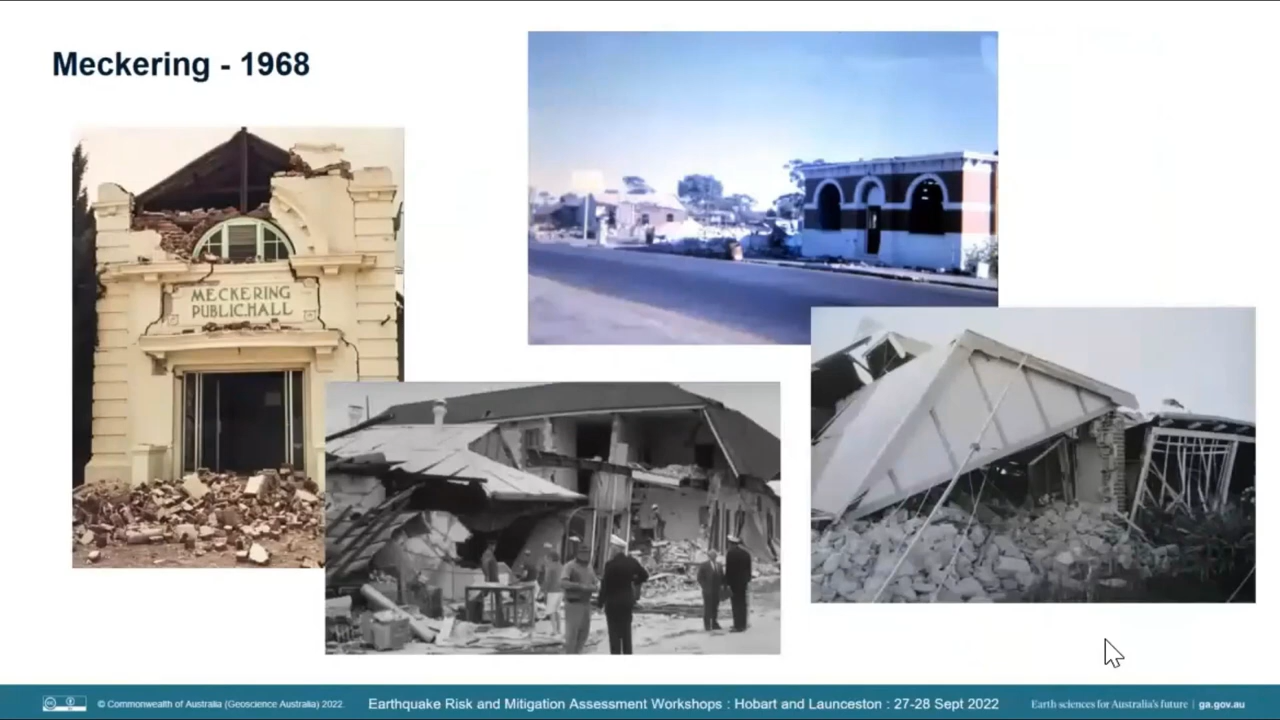 Meckering - 1968
MECKERING
PUBLIC.HALL
© Commonwealth of Australia (Geoscience Australia) 2022.
Earthquake Risk and Mitigation Assessment Workshops : Hobart and Launceston : 27-28 Sept 2022
Earth sciences for Australia's future | ga.gov.au